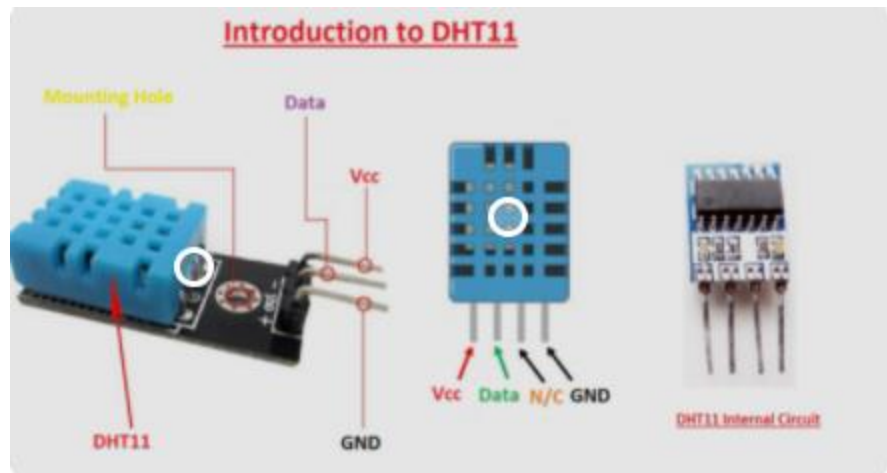 Introduction to DHT11
Mounting Hole
Data
Vcc
DHT11
GND
Vcc Data N/C GND
DHT11 Internal Circuit